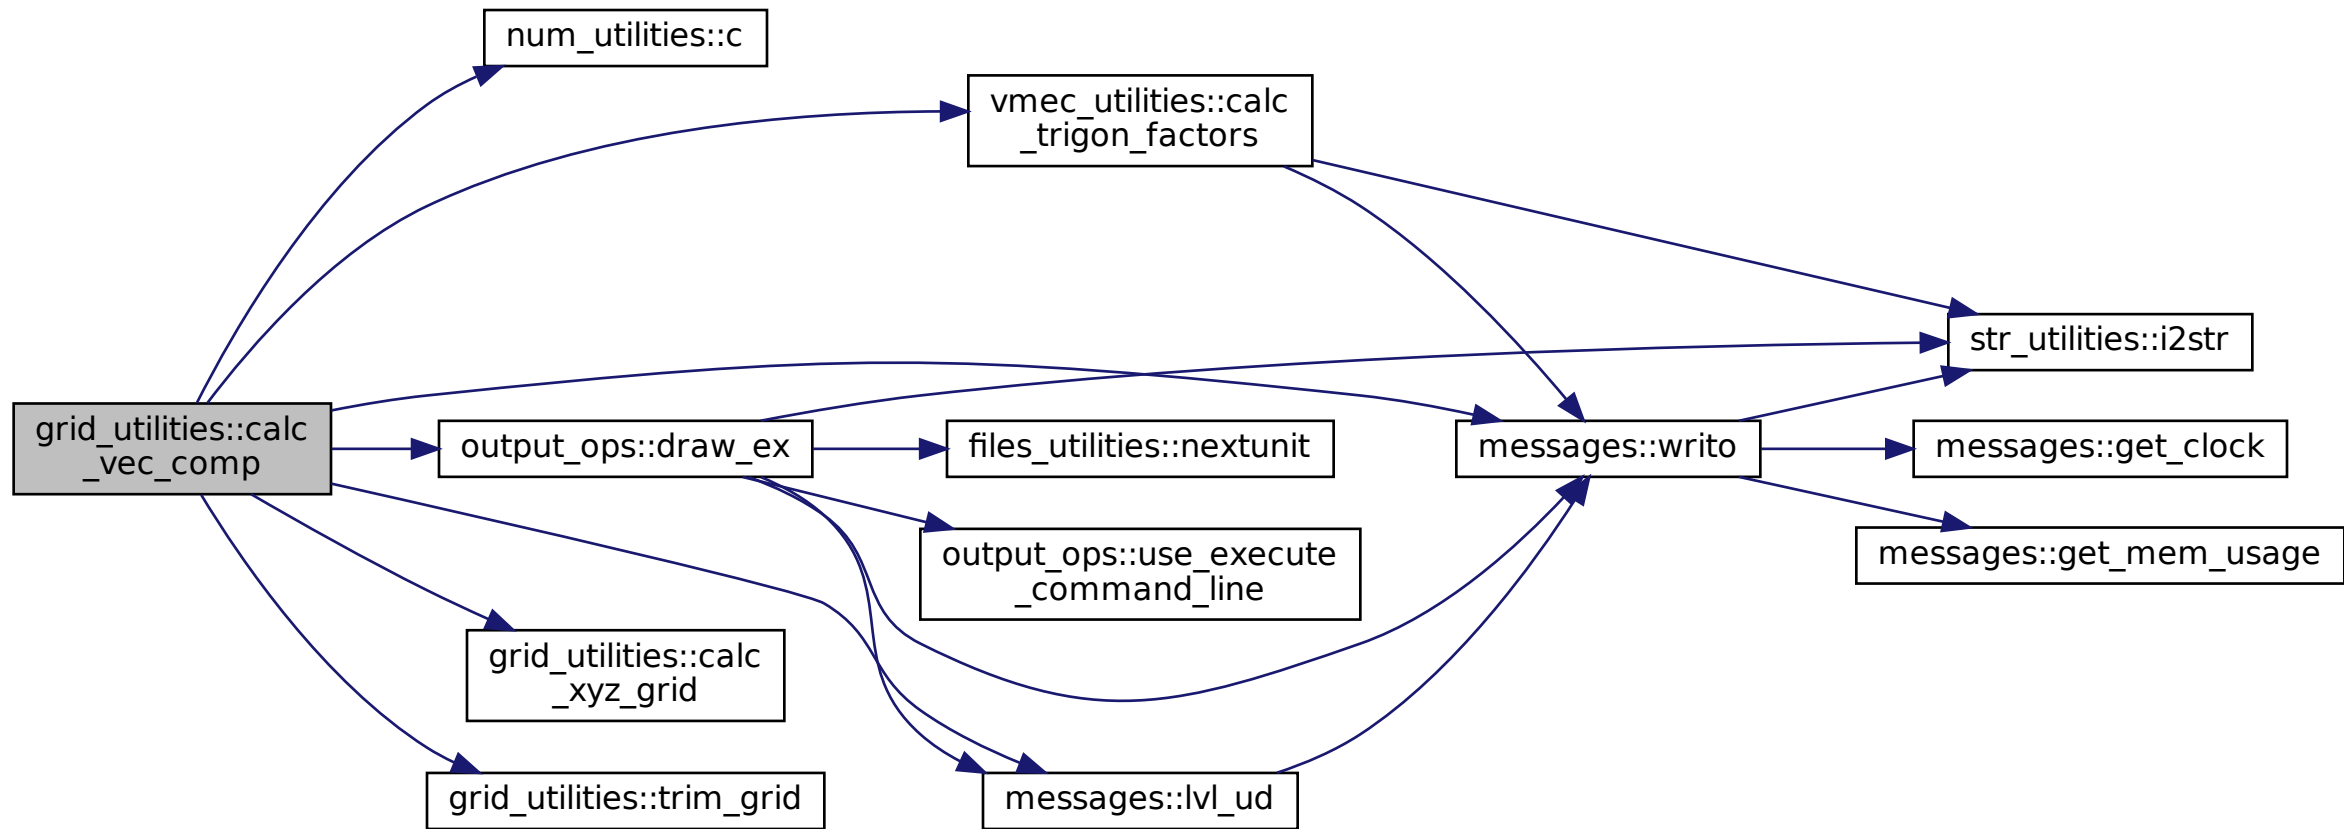 num_utilities::c
vmec_utilities::calc
_trigon_factors
str_utilities::i2str
grid_utilities::calc
_vec_comp
output_ops::draw_ex
files_utilities::nextunit
messages::writo
messages::get_clock
output_ops::use_execute
_command_line
messages::get_mem_usage
grid_utilities::calc
_xyz_grid
grid_utilities::trim_grid
messages::lvl_ud